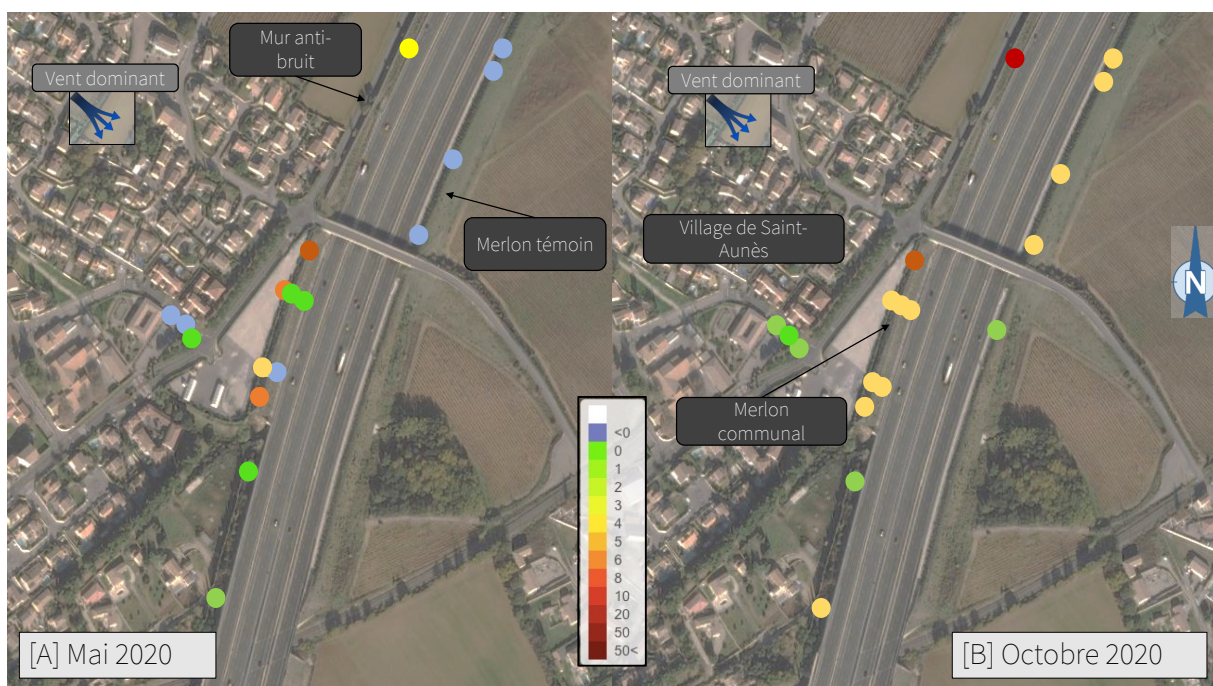 Mur anti-
bruit
Vent dominant
Merlon témoin
[A] Mai 2020
<0
0
1
2
3
4
5
6
8
10
20
50
50<
Vent dominant
Village de Saint-
Aunès
N
Merlon
communal
[B] Octobre 2020